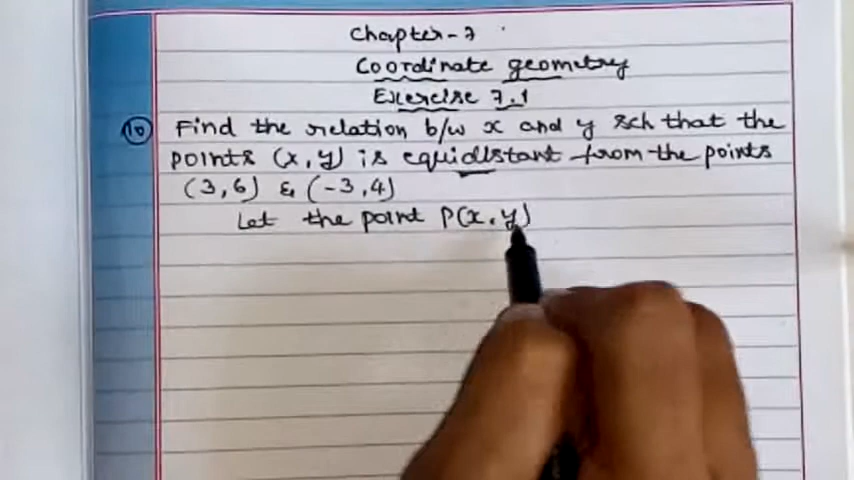 Chapter-7
Coordinate geometry
Exercise 7.1
10 Find the relation b/w x and y sch that the
points (x,y) is equidistant from the points
(3,6) & (-3,4)
Let the point P(x,y)